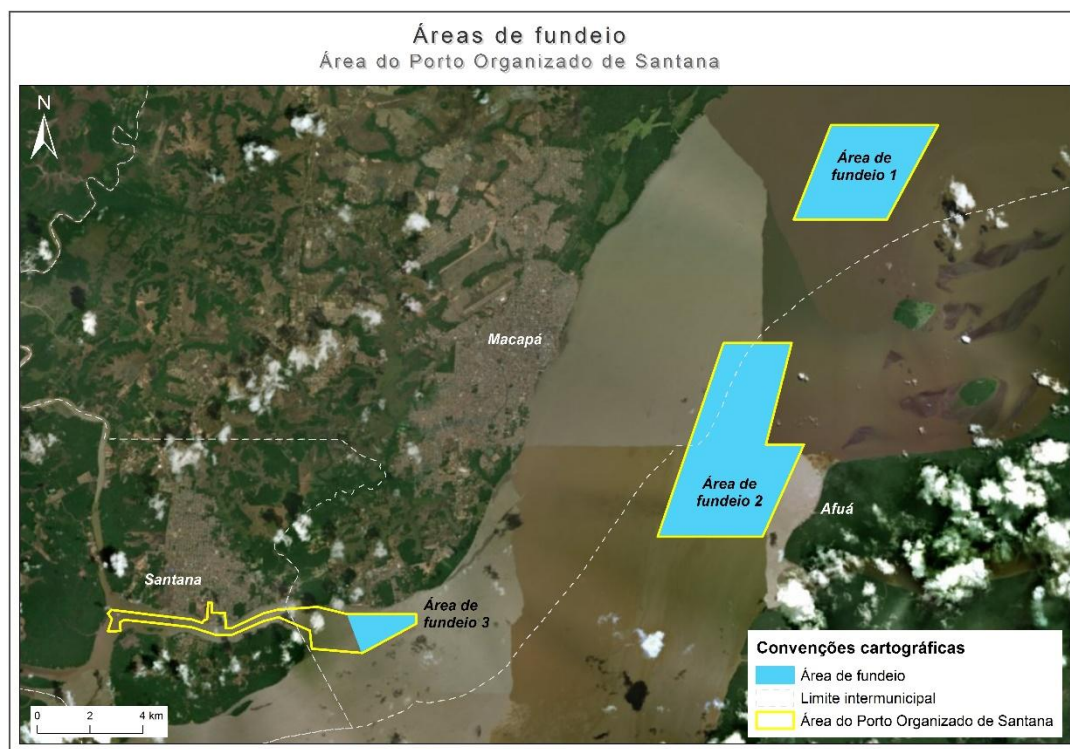 Áreas de fundeio
Área do Porto Organizado de Santana
N
Área de
fundeio 1
Macapá
Área de
fundeio 2
Afuá
Santana
Área de
fundeio 3
Convenções cartográficas
Área de fundeio
Limite intermunicipal
Área do Porto Organizado de Santana
0 2 4 km